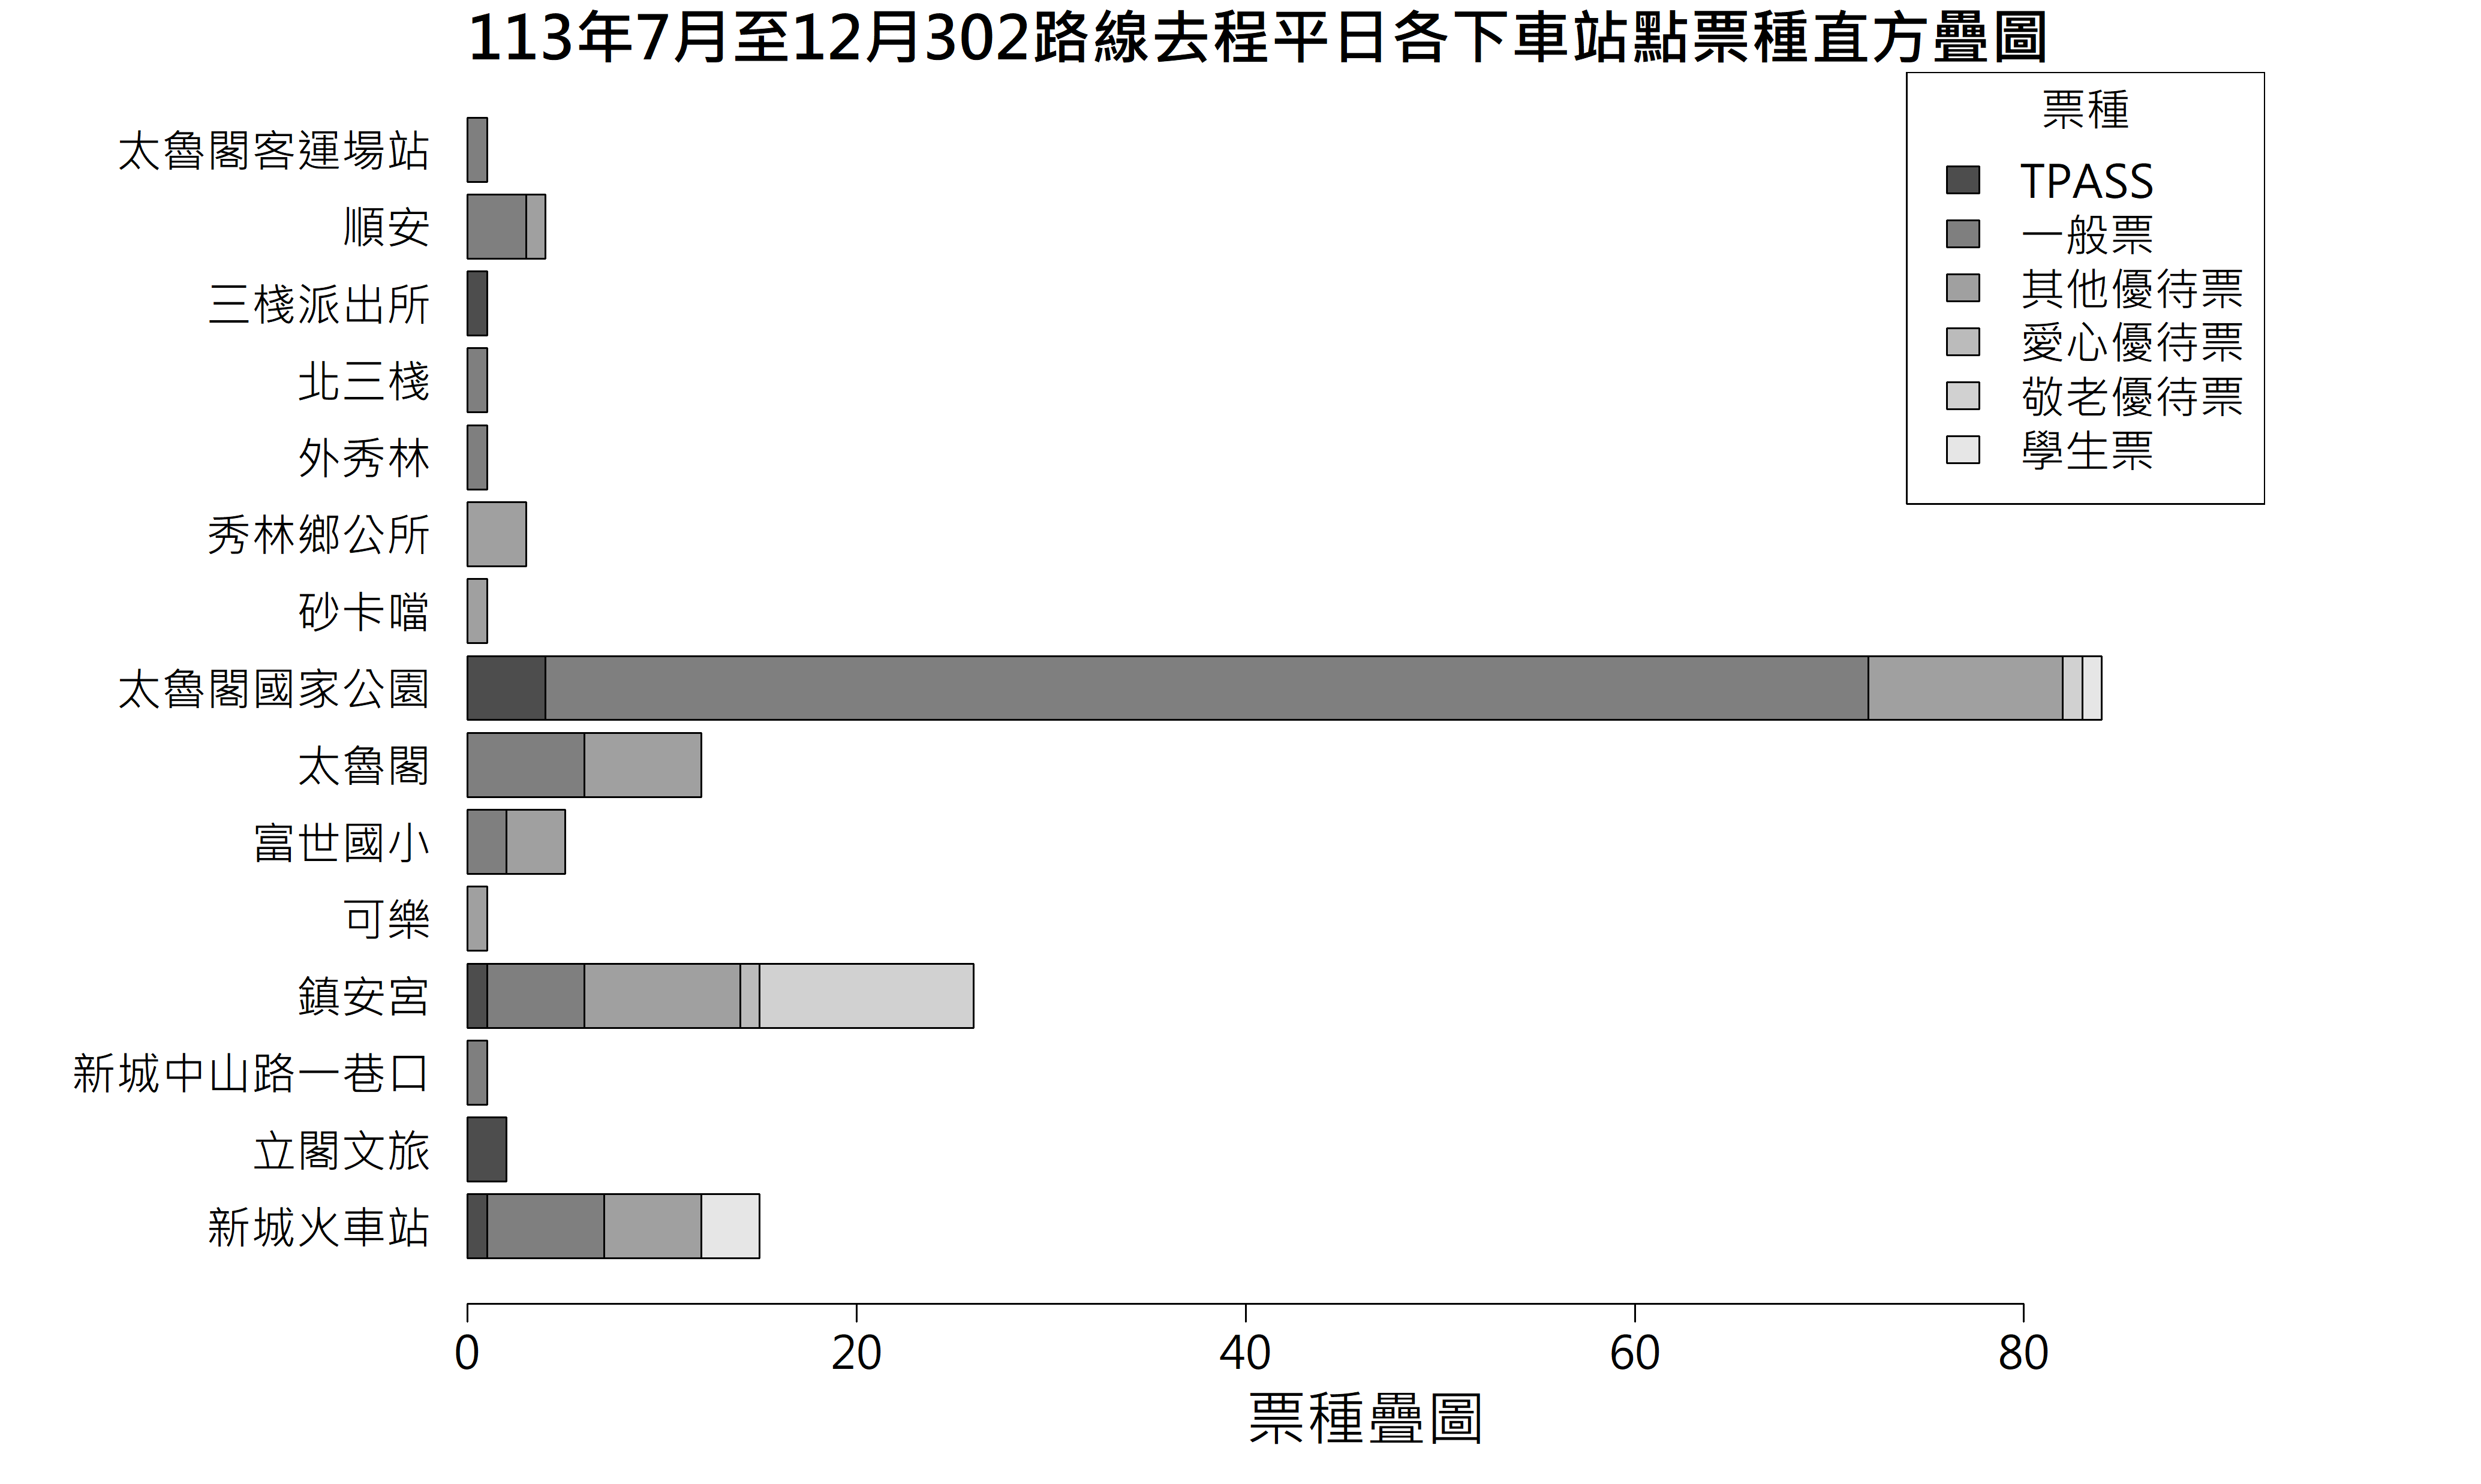 113年7月至12月302路線去程平日各下車站點票種直方疊圖
票種
TPASS
一般票
其他優待票
愛心優待票
敬老優待票
學生票
太魯閣客運場站
順安
三棧派出所
北三棧
外秀林
秀林鄉公所
砂卡噹
太魯閣國家公園
太魯閣
富世國小
可樂
鎮安宮
新城中山路一巷口
立閣文旅
新城火車站
0 20 40 60 80
票種疊圖